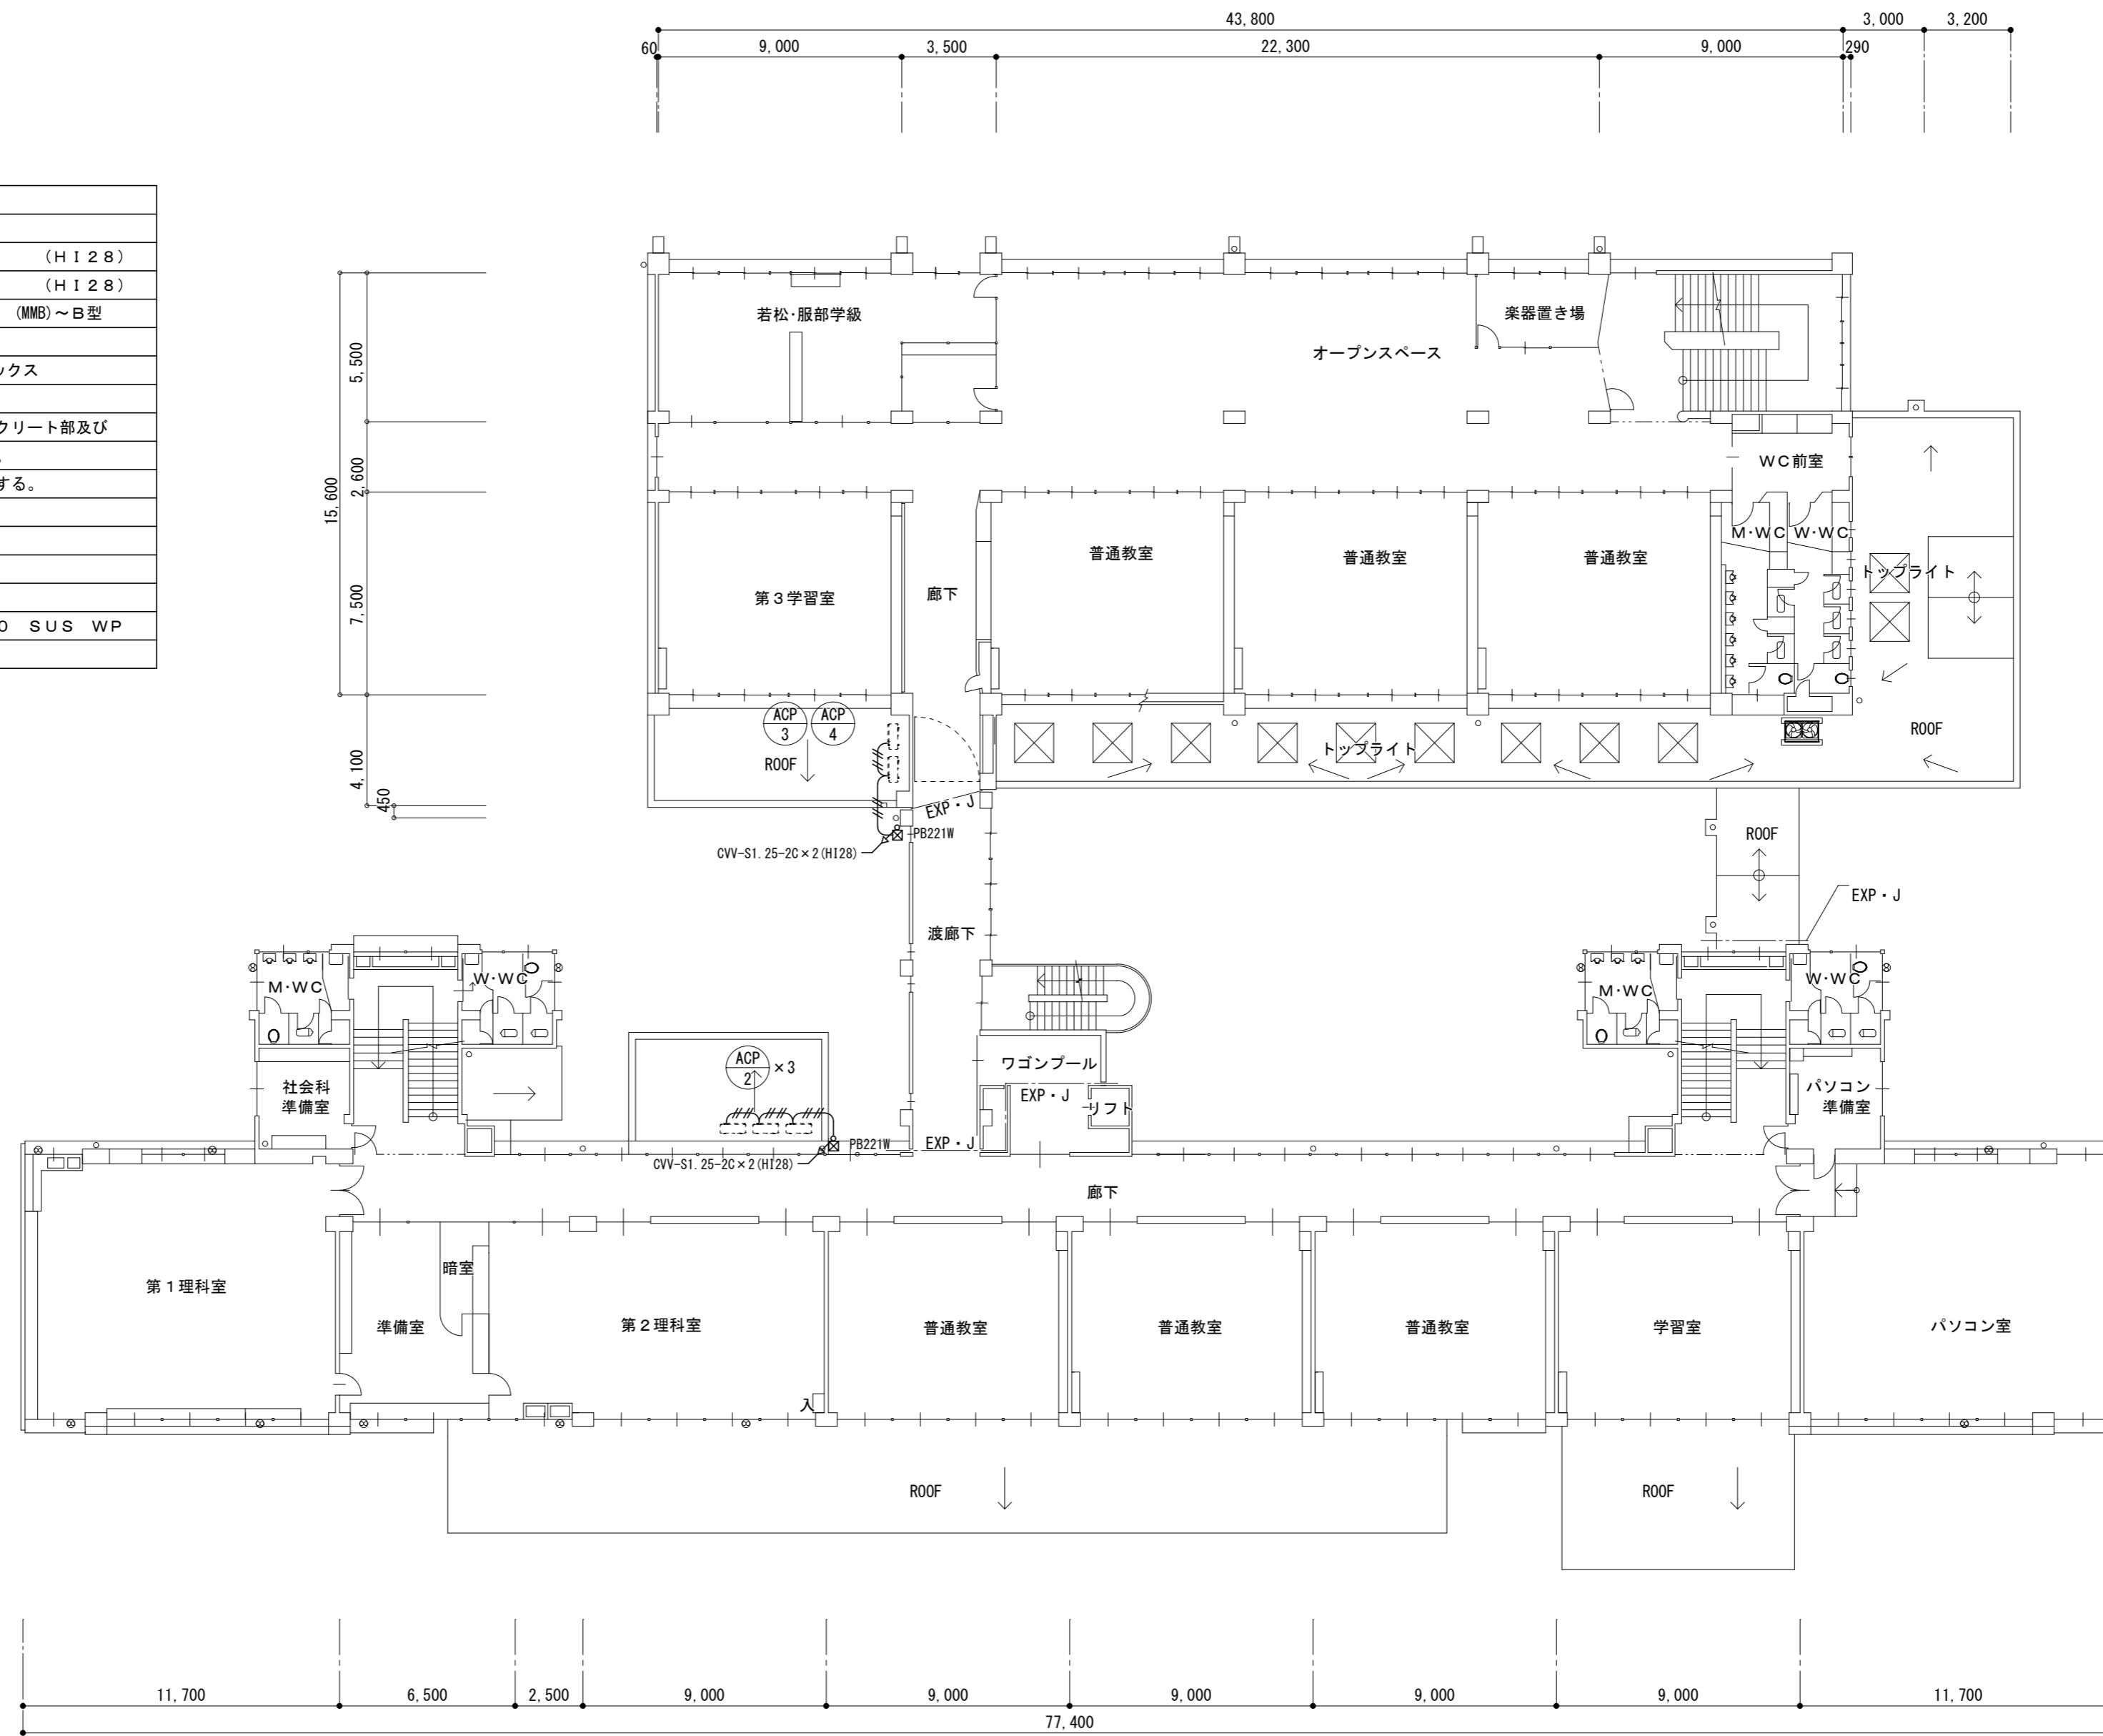 43,800
3,000
3,200
60
9,000
3,500
22,300
9,000
290
(ＨＩ２８)
(ＨＩ２８)
(MMB)～Ｂ型
ックス
クリート部及び
する。
0 ＳＵＳ ＷＰ
15,600
5,500
2,600
7,500
4,100
450
若松･服部学級
楽器置き場
オープンスペース
ＷＣ前室
Ｍ･ＷＣ
Ｗ･ＷＣ
普通教室
普通教室
普通教室
第３学習室
廊下
トップライト
ACP
3
ACP
4
ROOF
トップライト
ROOF
EXP・J
PB221W
CVV-S1.25-2C×2(HI28)
ROOF
EXP・J
渡廊下
Ｍ･ＷＣ
Ｗ･ＷＣ
Ｍ･ＷＣ
Ｗ･ＷＣ
ACP
2
×3
ワゴンプール
EXP・J
リフト
社会科
準備室
パソコン
準備室
PB221W
EXP・J
CVV-S1.25-2C×2(HI28)
廊下
暗室
第１理科室
準備室
第２理科室
普通教室
普通教室
普通教室
学習室
パソコン室
入
ROOF
ROOF
11,700
6,500
2,500
9,000
9,000
9,000
9,000
9,000
11,700
77,400